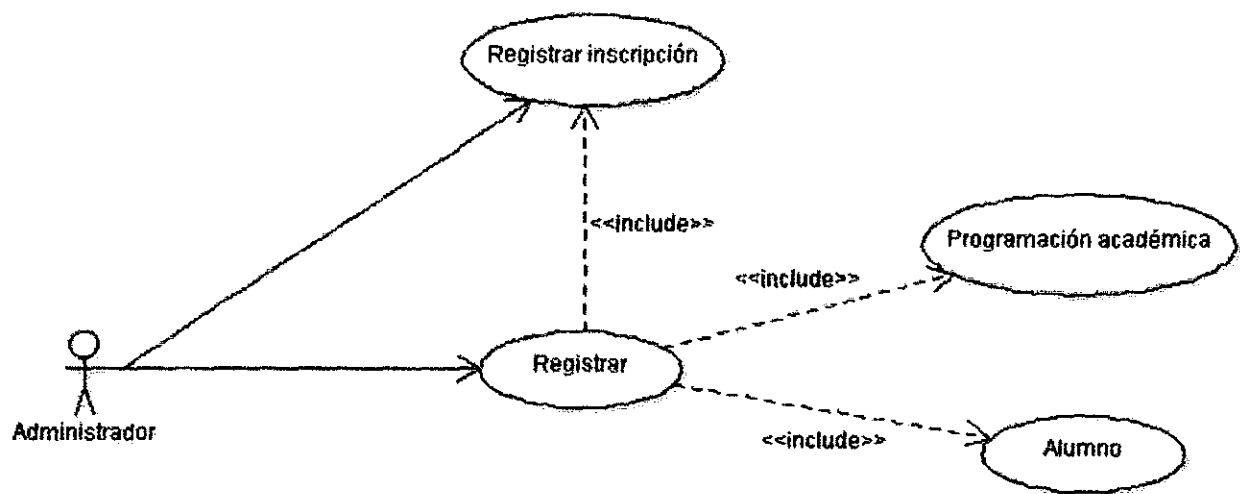 Registrar inscripción
<<include>>
Programación académica
<<include>>
Registrar
Administrador
<<include>>
Alumno